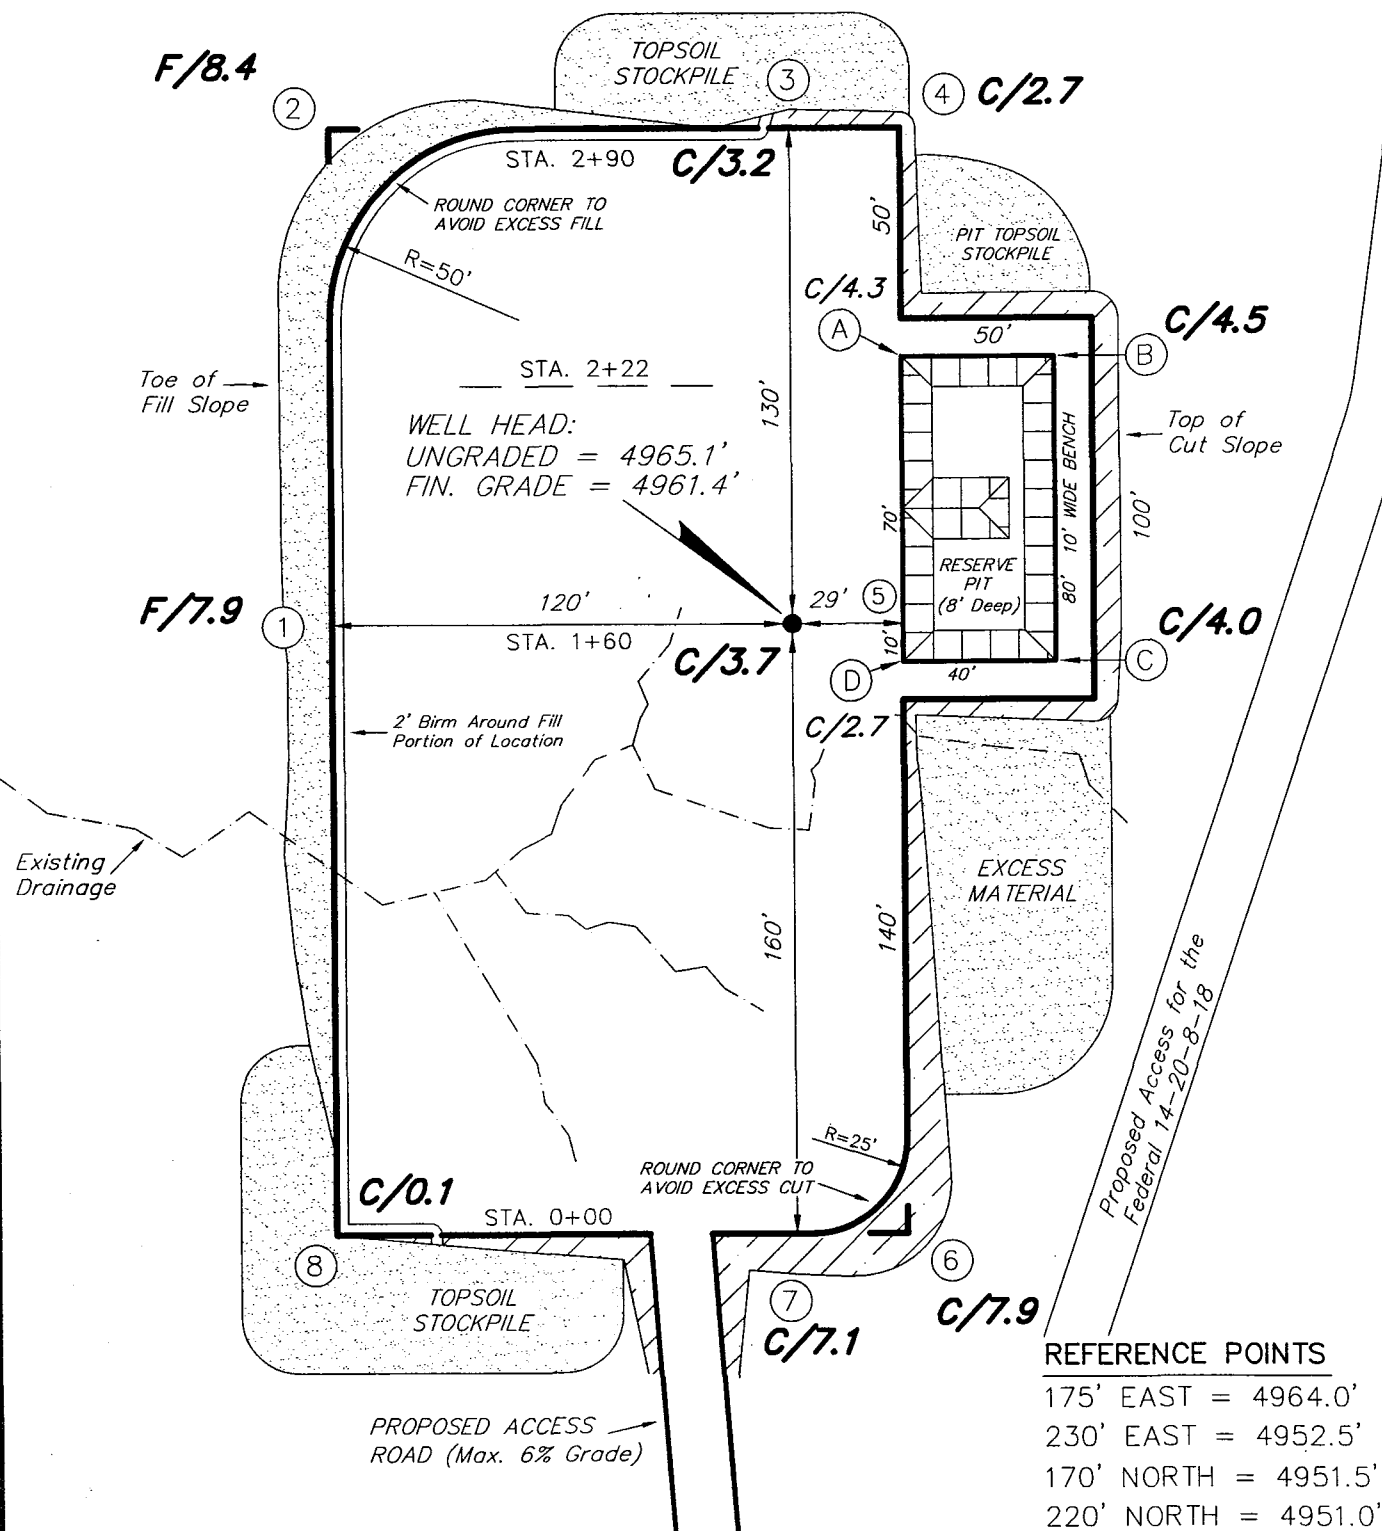 TOPSOIL
STOCKPILE
3
F/8.4
2
4
C/2.7
STA. 2+90
C/3.2
ROUND CORNER TO
AVOID EXCESS FILL
50'
PIT TOPSOIL
STOCKPILE
R=50'
C/4.3
A
50'
C/4.5
B
Toe of
Fill Slope
STA. 2+22
130'
Top of
Cut Slope
WELL HEAD:
UNGRADED = 4965.1'
FIN. GRADE = 4961.4'
70'
10' WIDE BENCH
100'
RESERVE
PIT
(8' Deep)
80'
F/7.9
1
120'
STA. 1+60
29'
5
C/3.7
10'
C/4.0
C
D
40'
C/2.7
2' Birm Around Fill
Portion of Location
Existing
Drainage
EXCESS
MATERIAL
160'
140'
Proposed Access for the
Federal 14-20-8-18
R=25'
ROUND CORNER TO
AVOID EXCESS CUT
C/0.1
STA. 0+00
8
6
TOPSOIL
STOCKPILE
7
C/7.9
C/7.1
PROPOSED ACCESS
ROAD (Max. 6% Grade)
REFERENCE POINTS
175' EAST = 4964.0'
230' EAST = 4952.5'
170' NORTH = 4951.5'
220' NORTH = 4951.0'